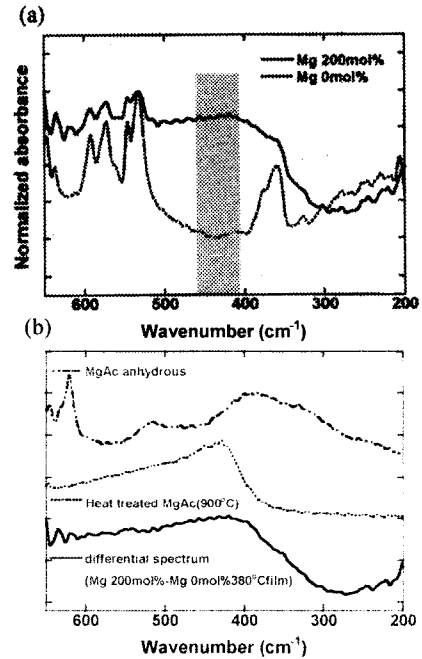 (a)
Mg 200mol%
Mg 0mol%
Normalized absorbance
600
500
400
300
200
Wavenumber (cm⁻¹)
(b)
MgAc anhydrous
Heat treated MgAc(900°C)
differential spectrum
(Mg 200mol%-Mg 0mol%380°Cfilm)
600
500
400
300
200
Wavenumber (cm⁻¹)